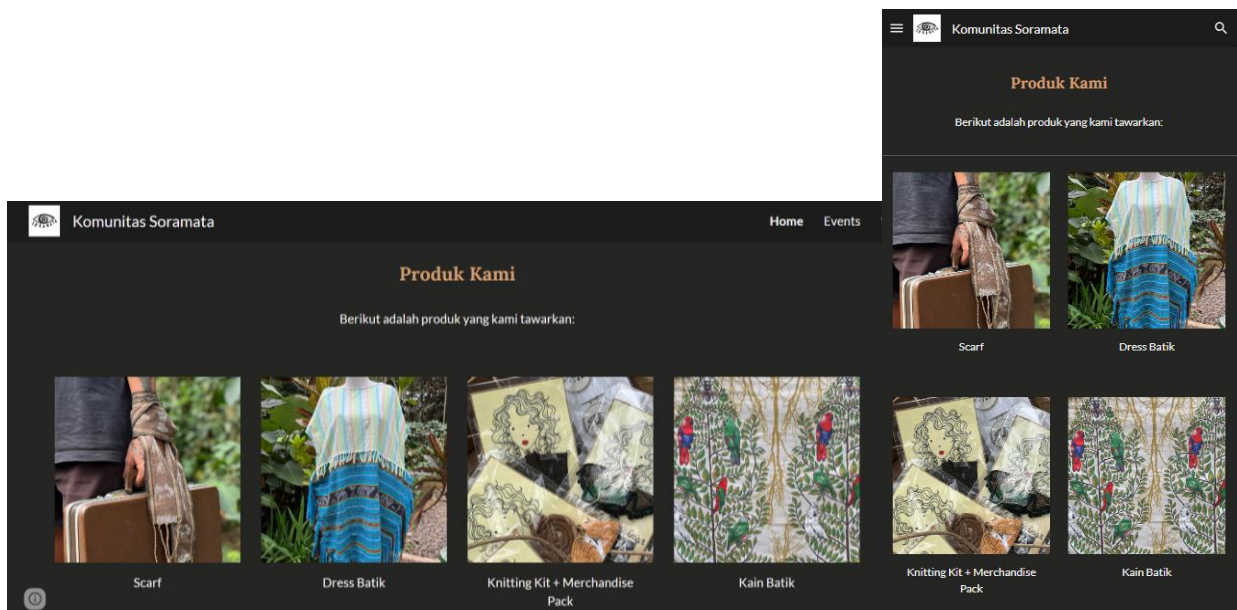 Komunitas Soramata
Home Events
Produk Kami
Berikut adalah produk yang kami tawarkan:
Scarf
Dress Batik
Knitting Kit + Merchandise
Pack
Kain Batik
Komunitas Soramata
Produk Kami
Berikut adalah produk yang kami tawarkan:
Scarf
Dress Batik
Knitting Kit + Merchandise
Pack
Kain Batik